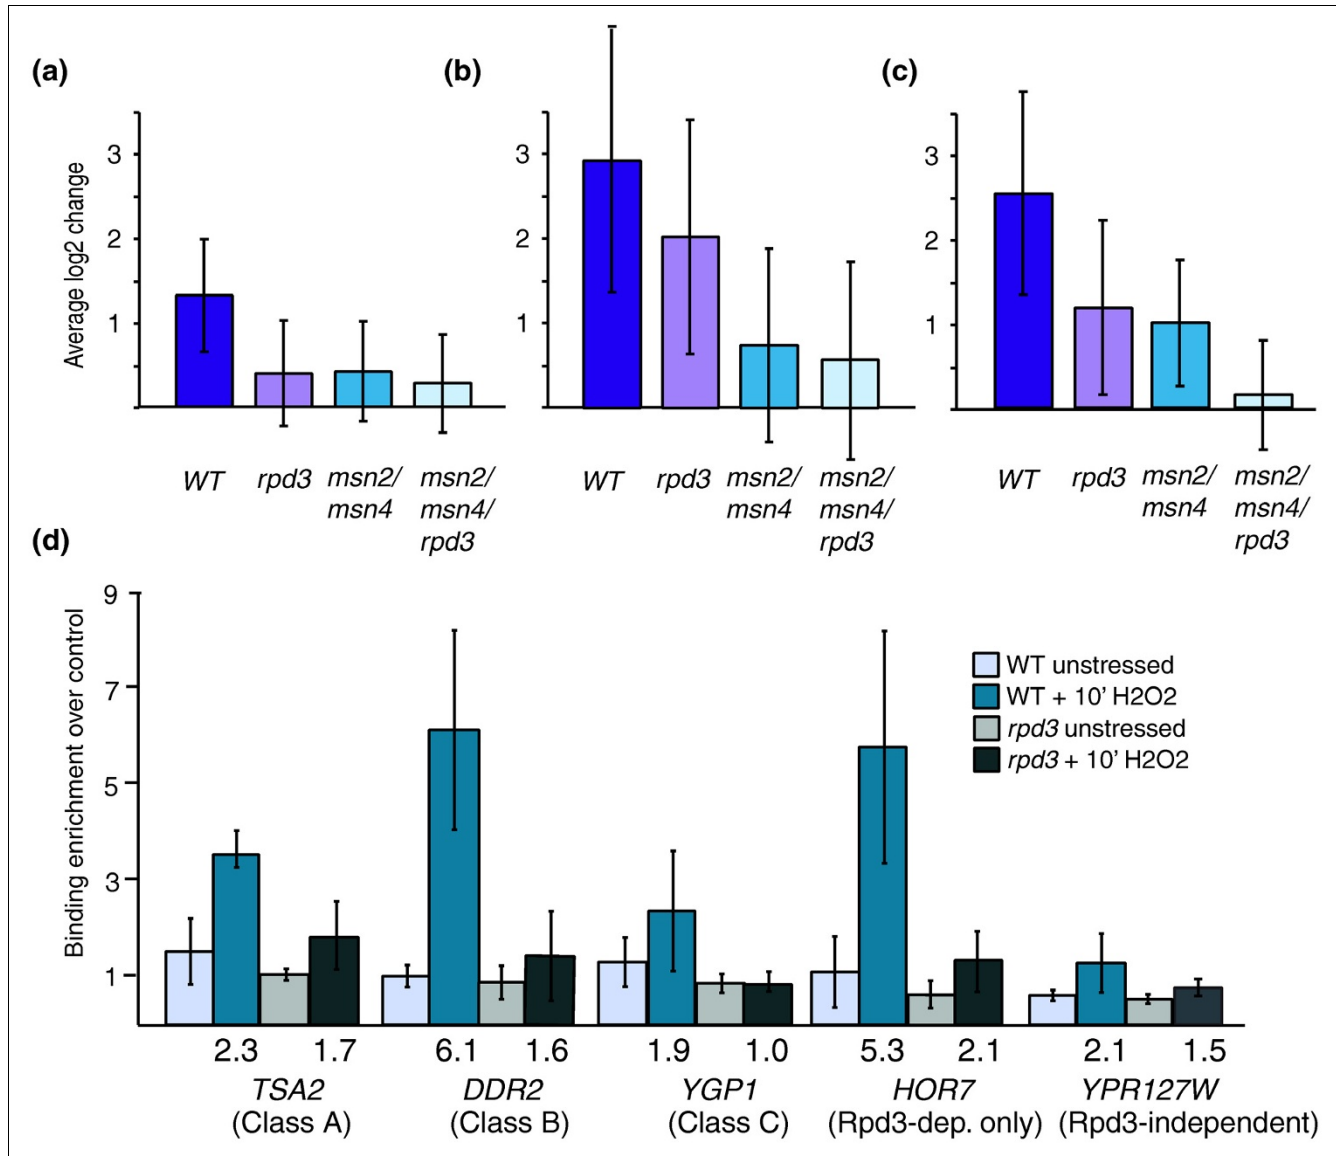 (a)
(b)
(c)
Average log2 change
3
2
1
3
2
1
3
2
1
WT
rpd3
msn2/
msn4
msn2/
msn4/
rpd3
WT
rpd3
msn2/
msn4
msn2/
msn4/
rpd3
WT
rpd3
msn2/
msn4
msn2/
msn4/
rpd3
(d)
Binding enrichment over control
9
7
5
3
1
WT unstressed
WT + 10' H2O2
rpd3 unstressed
rpd3 + 10' H2O2
2.3 1.7 6.1 1.6 1.9 1.0 5.3 2.1 2.1 1.5
TSA2 DDR2 YGP1 HOR7 YPR127W
(Class A) (Class B) (Class C) (Rpd3-dep. only) (Rpd3-independent)